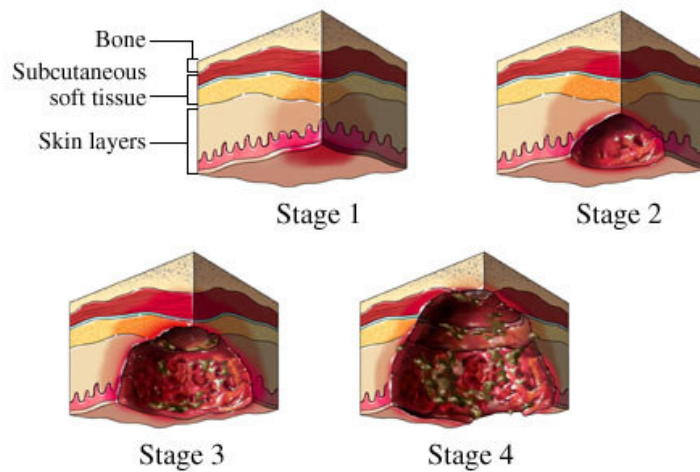 Bone
Subcutaneous
soft tissue
Skin layers
Stage 1
Stage 2
Stage 3
Stage 4